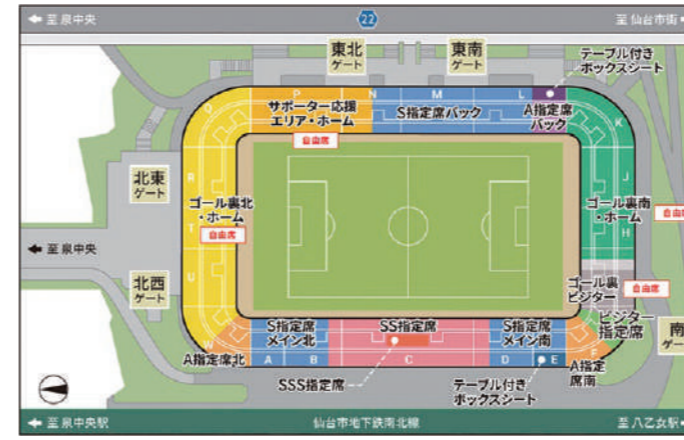 ← 至泉中央
22
至 仙台市街
東北
ゲート
東南
ゲート
テーブル付き
ボックスシート
P
N
M
L
Q
サポーター応援
エリア・ホーム
自由席
S指定席バック
A指定席
バック
K
北東
ゲート
R
ゴール裏北
・ホーム
自由席
T
J
ゴール裏南
・ホーム
自由席
H
← 至泉中央
北西
ゲート
U
ゴール裏
ビジター
自由席
ビジター
指定席
南
ゲー
W
S指定席
メイン北
SS指定席
S指定席
メイン南
A指定席北
A
B
C
D
E
F
A指定
席南
SSS指定席
テーブル付き
ボックスシート
← 至泉中央駅
仙台市地下鉄南北線
至八乙女駅